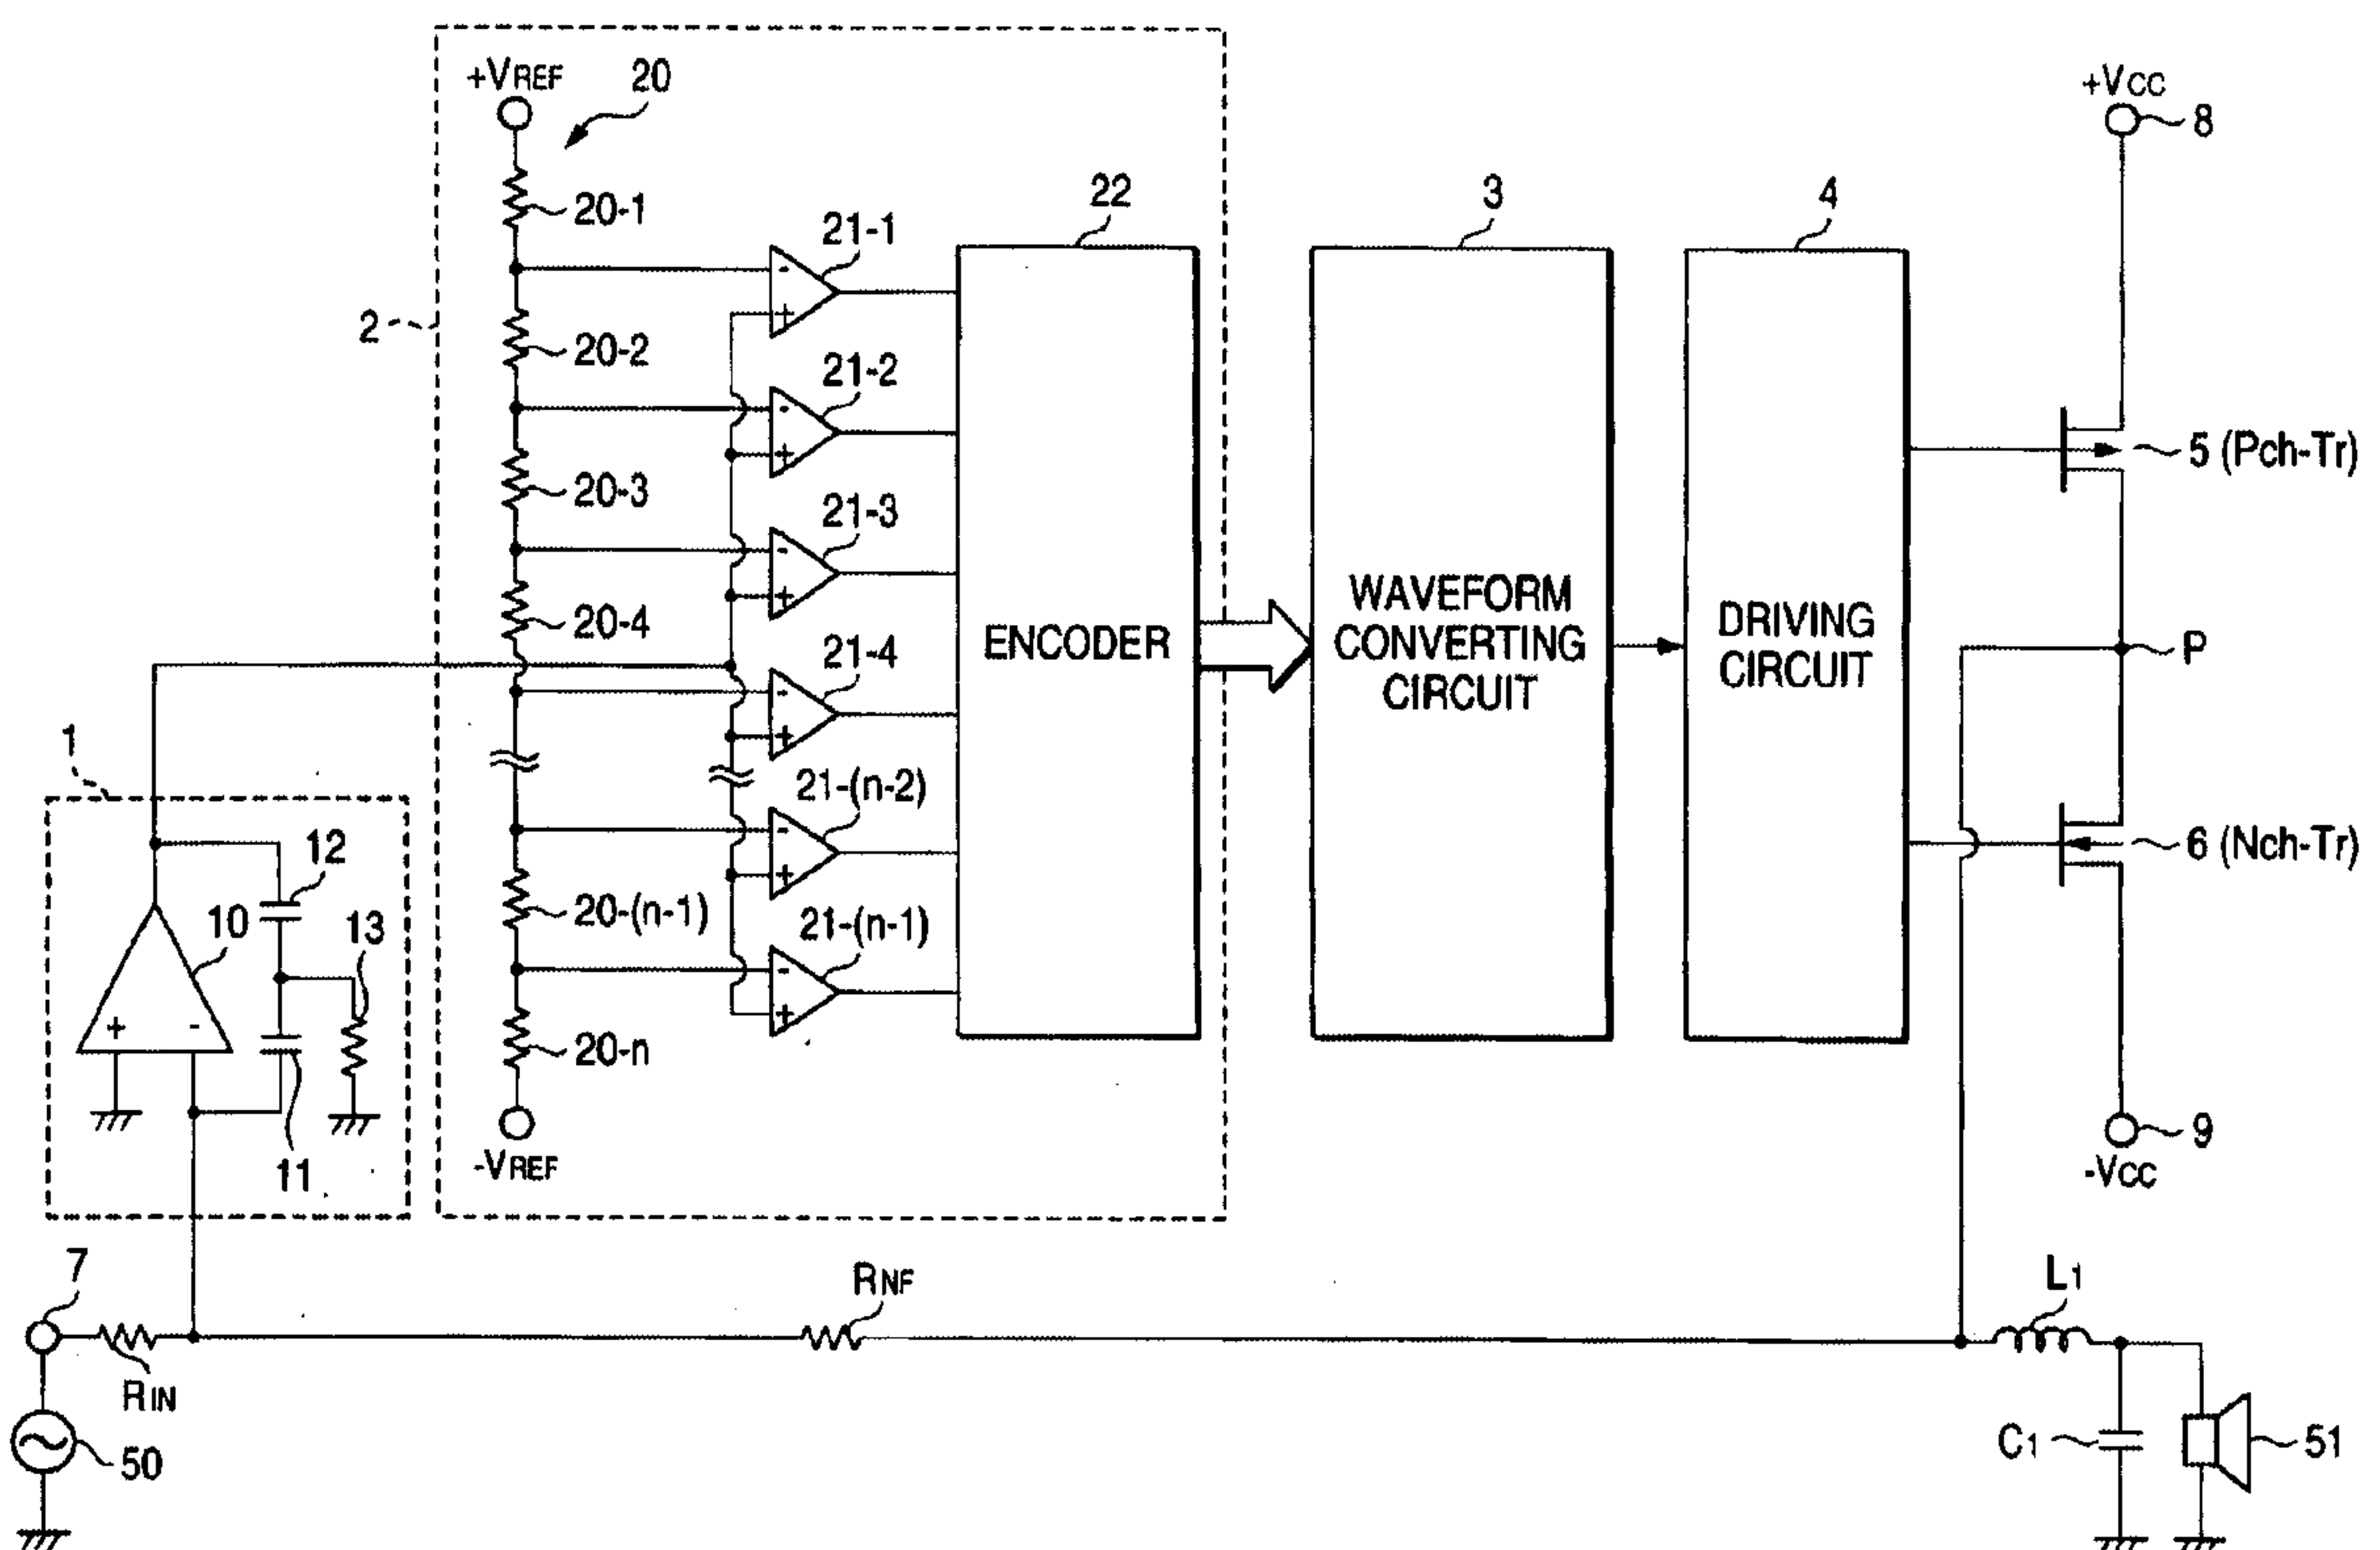 +VREF
20
20-1
20-2
20-3
20-4
20-(n-1)
20-n
-VREF
2
21-1
- +
21-2
- +
21-3
- +
21-4
- +
21-(n-2)
- +
21-(n-1)
- +
22
ENCODER
3
WAVEFORM
CONVERTING
CIRCUIT
4
DRIVING
CIRCUIT
+VCC
8
5 (Pch-Tr)
P
6 (Nch-Tr)
9
-VCC
1
12
10
13
+ -
11
7
RIN
50
RNF
L1
C1
51